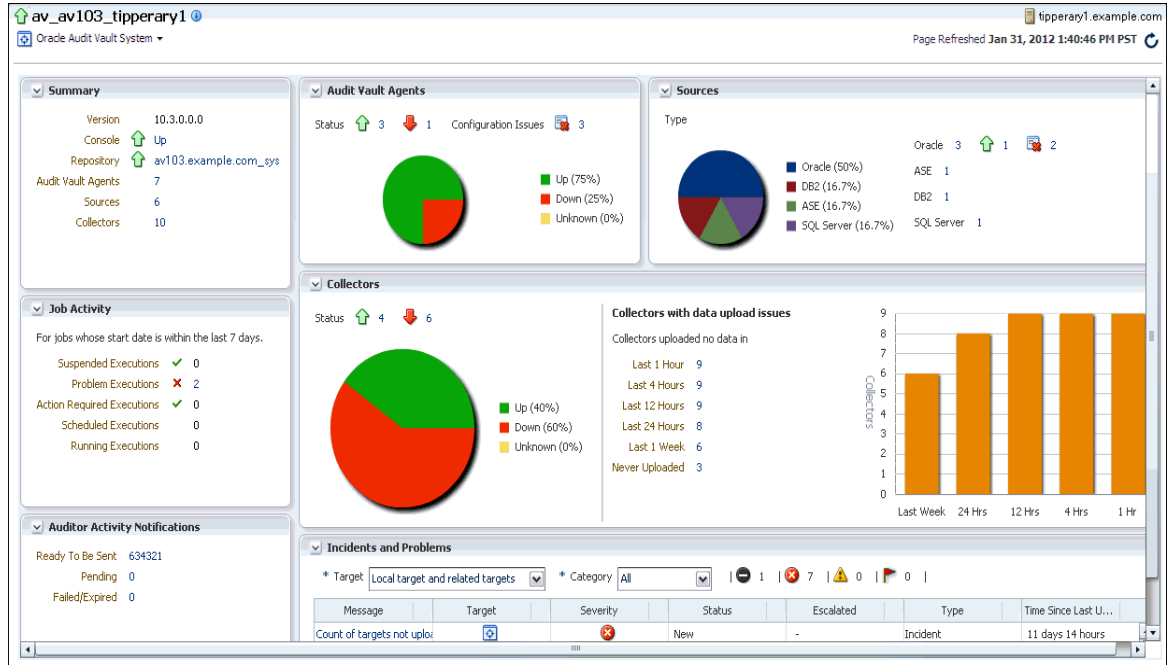 av_av103_tipperary1
tipperary1.example.com
Oracle Audit Vault System
Page Refreshed Jan 31, 2012 1:40:46 PM PST
Summary
Version 10.3.0.0.0
Console Up
Repository av103.example.com_sys
Audit Vault Agents 7
Sources 6
Collectors 10
Audit Vault Agents
Status 3 1 Configuration Issues 3
Up (75%)
Down (25%)
Unknown (0%)
Sources
Type
Oracle (50%)
DB2 (16.7%)
ASE (16.7%)
SQL Server (16.7%)
Oracle 3 1 2
ASE 1
DB2 1
SQL Server 1
Job Activity
For jobs whose start date is within the last 7 days.
Suspended Executions 0
Problem Executions 2
Action Required Executions 0
Scheduled Executions 0
Running Executions 0
Collectors
Status 4 6
Up (40%)
Down (60%)
Unknown (0%)
Collectors with data upload issues
Collectors uploaded no data in
Last 1 Hour 9
Last 4 Hours 9
Last 12 Hours 9
Last 24 Hours 8
Last 1 Week 6
Never Uploaded 3
Collectors
9
8
7
6
5
4
3
2
1
0
Last Week 24 Hrs 12 Hrs 4 Hrs 1 Hr
Auditor Activity Notifications
Ready To Be Sent 634321
Pending 0
Failed/Expired 0
Incidents and Problems
* Target Local target and related targets * Category All | 1 | 7 | 0 | 0 |
Message Target Severity Status Escalated Type Time Since Last U...
Count of targets not uploa New - Incident 11 days 14 hours